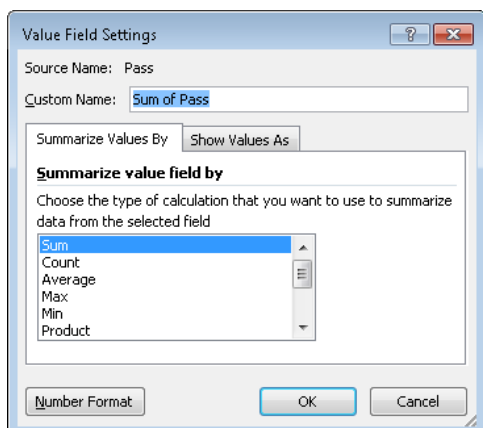 Value Field Settings
Source Name: Pass
Custom Name: Sum of Pass
Summarize Values By Show Values As
Summarize value field by
Choose the type of calculation that you want to use to summarize
data from the selected field
Sum
Count
Average
Max
Min
Product
Number Format OK Cancel